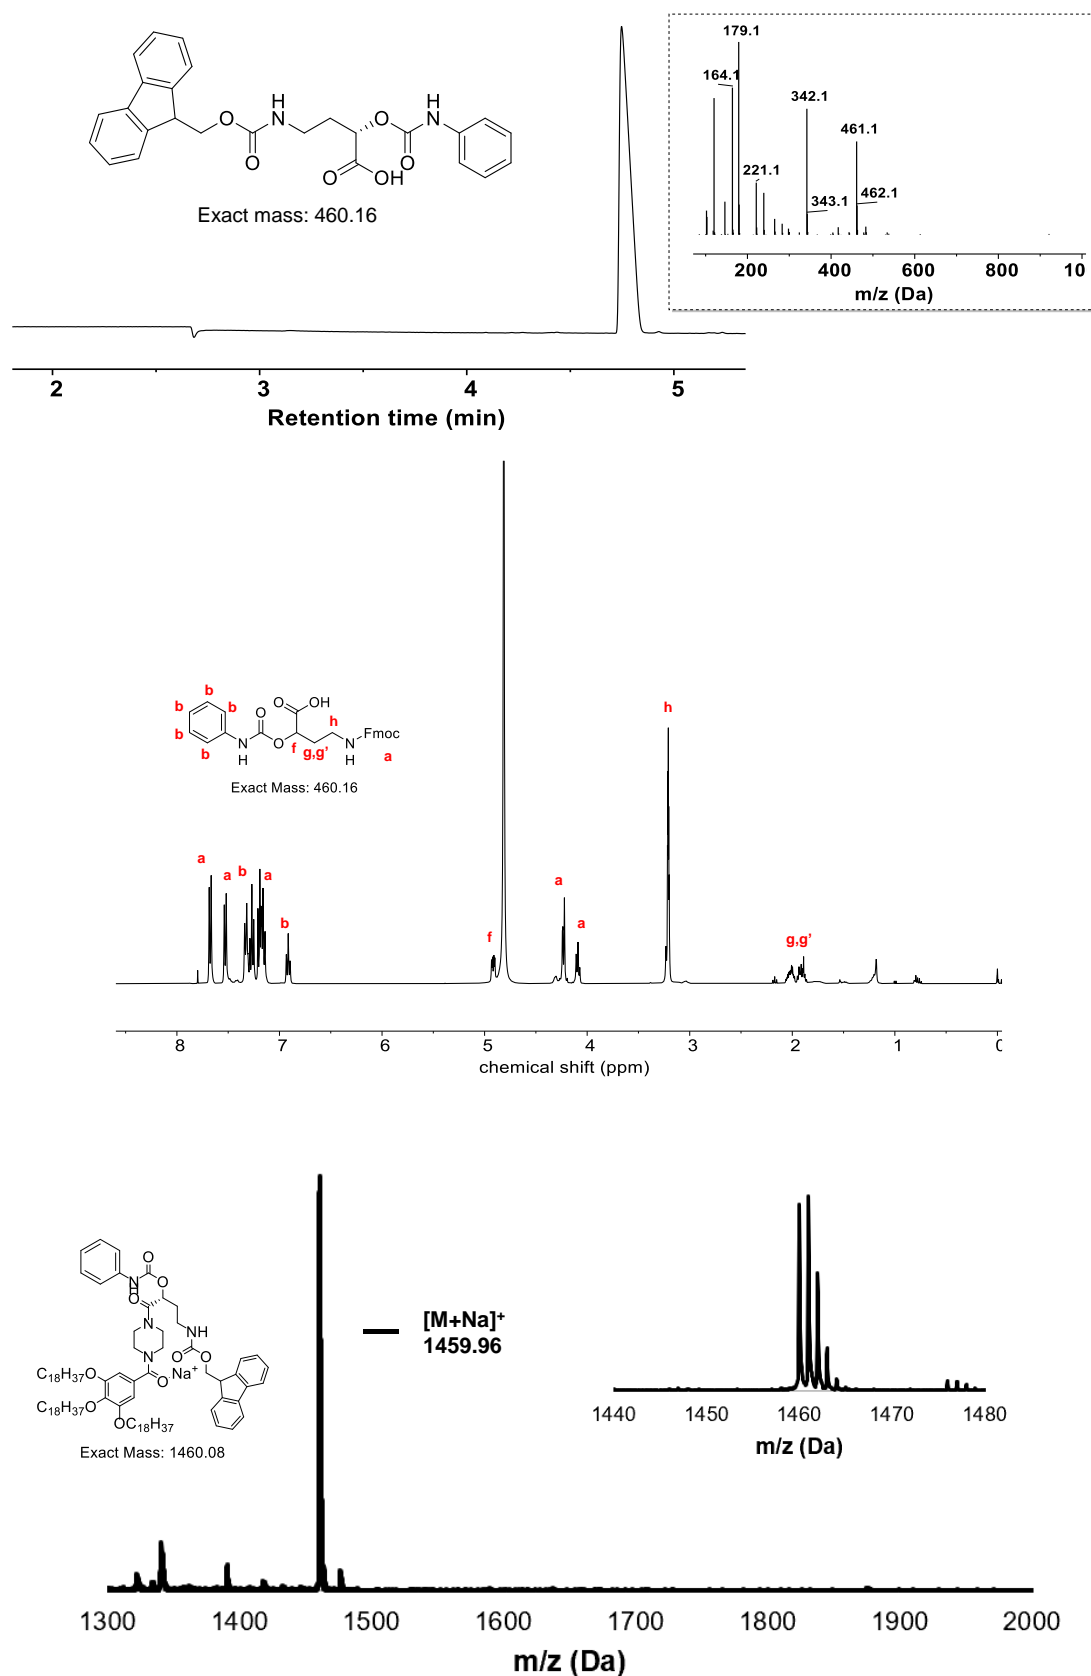 179.1
164.1
342.1
461.1
221.1
343.1
462.1
200 400 600 800 10
m/z (Da)
H
N
O
O
O
O
H
N
O
OH
Exact mass: 460.16
2 3 4 5
Retention time (min)
b
b
b
b
b
O
OH
O
N
H
O
h
f
g,g'
N
H
Fmoc
a
Exact Mass: 460.16
a
a
b
a
b
f
a
a
h
g,g'
8 7 6 5 4 3 2 1 0
chemical shift (ppm)
O
N
H
O
O
N
NH
N
O
O
C18H37O
O
Na+
C18H37O
OC18H37
Exact Mass: 1460.08
[M+Na]+
1459.96
1440 1450 1460 1470 1480
m/z (Da)
1300 1400 1500 1600 1700 1800 1900 2000
m/z (Da)